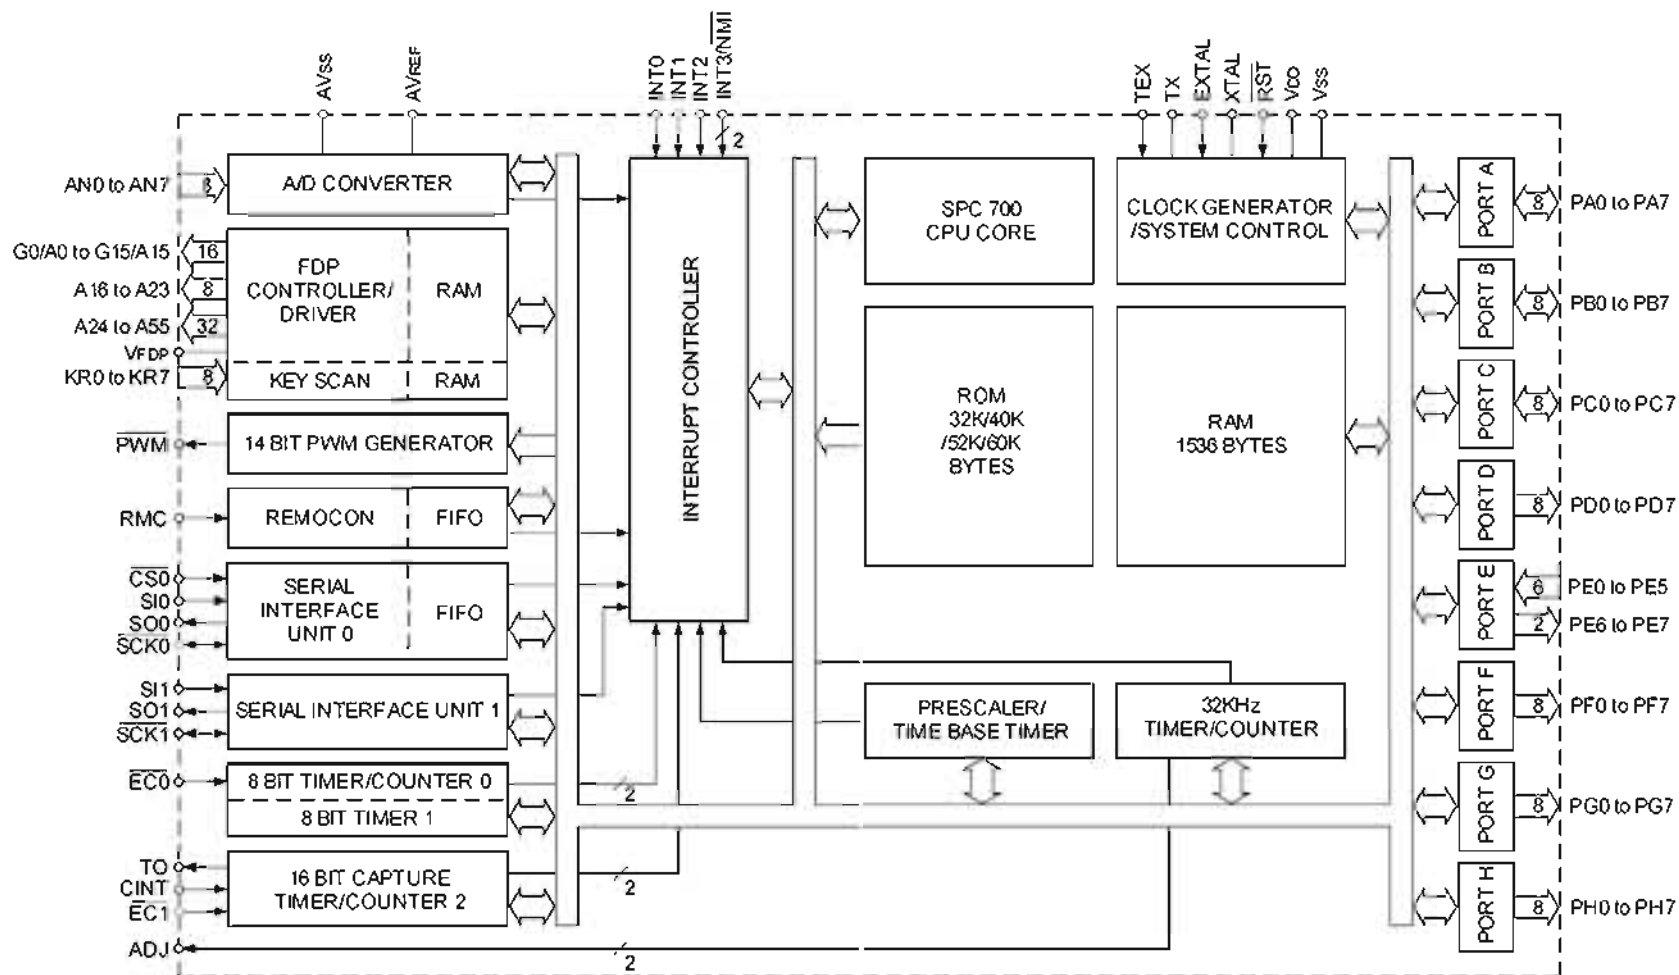 AVSS
AVREF
INT0
INT1
INT2
INT3/NMI
2
TEX
TX
EXTAL
XTAL
RST
VDD
VSS
AN0 to AN7
8
A/D CONVERTER
G0/A0 to G15/A15
16
A16 to A23
8
A24 to A55
32
VFDP
KR0 to KR7
8
FDP
CONTROLLER/
DRIVER
RAM
KEY SCAN
RAM
PWM
14 BIT PWM GENERATOR
RMC
REMOCON
FIFO
CS0
SI0
SO0
SCK0
SERIAL
INTERFACE
UNIT 0
FIFO
SI1
SO1
SCK1
SERIAL INTERFACE UNIT 1
EC0
8 BIT TIMER/COUNTER 0
2
8 BIT TIMER 1
TO
CINT
EC1
16 BIT CAPTURE
TIMER/COUNTER 2
2
ADJ
2
INTERRUPT CONTROLLER
SPC 700
CPU CORE
CLOCK GENERATOR
/SYSTEM CONTROL
ROM
32K/40K
/52K/60K
BYTES
RAM
1536 BYTES
PRESCALER/
TIME BASE TIMER
32KHz
TIMER/COUNTER
PORT A
8
PA0 to PA7
PORT B
8
PB0 to PB7
PORT C
8
PC0 to PC7
PORT D
8
PD0 to PD7
PORT E
6
PE0 to PE5
2
PE6 to PE7
PORT F
8
PF0 to PF7
PORT G
8
PG0 to PG7
PORT H
8
PH0 to PH7